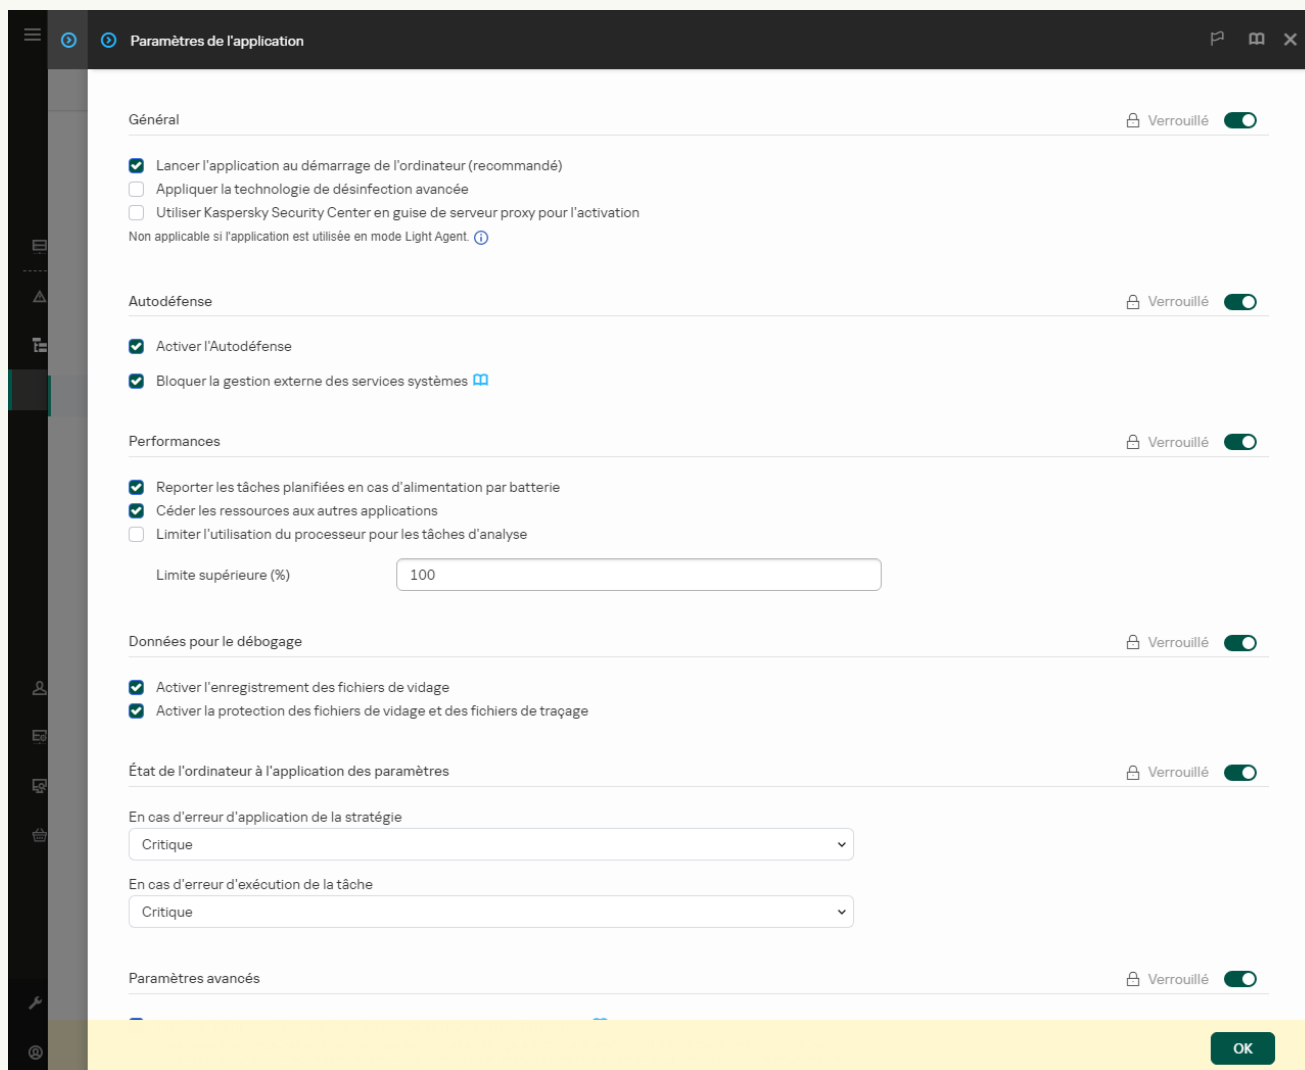 Paramètres de l'application
Général
Verrouillé
Lancer l'application au démarrage de l'ordinateur (recommandé)
Appliquer la technologie de désinfection avancée
Utiliser Kaspersky Security Center en guise de serveur proxy pour l'activation
Non applicable si l'application est utilisée en mode Light Agent.
Autodéfense
Verrouillé
Activer l'Autodéfense
Bloquer la gestion externe des services systèmes
Performances
Verrouillé
Reporter les tâches planifiées en cas d'alimentation par batterie
Céder les ressources aux autres applications
Limiter l'utilisation du processeur pour les tâches d'analyse
Limite supérieure (%)
100
Données pour le débogage
Verrouillé
Activer l'enregistrement des fichiers de vidage
Activer la protection des fichiers de vidage et des fichiers de traçage
État de l'ordinateur à l'application des paramètres
Verrouillé
En cas d'erreur d'application de la stratégie
Critique
En cas d'erreur d'exécution de la tâche
Critique
Paramètres avancés
Verrouillé
OK